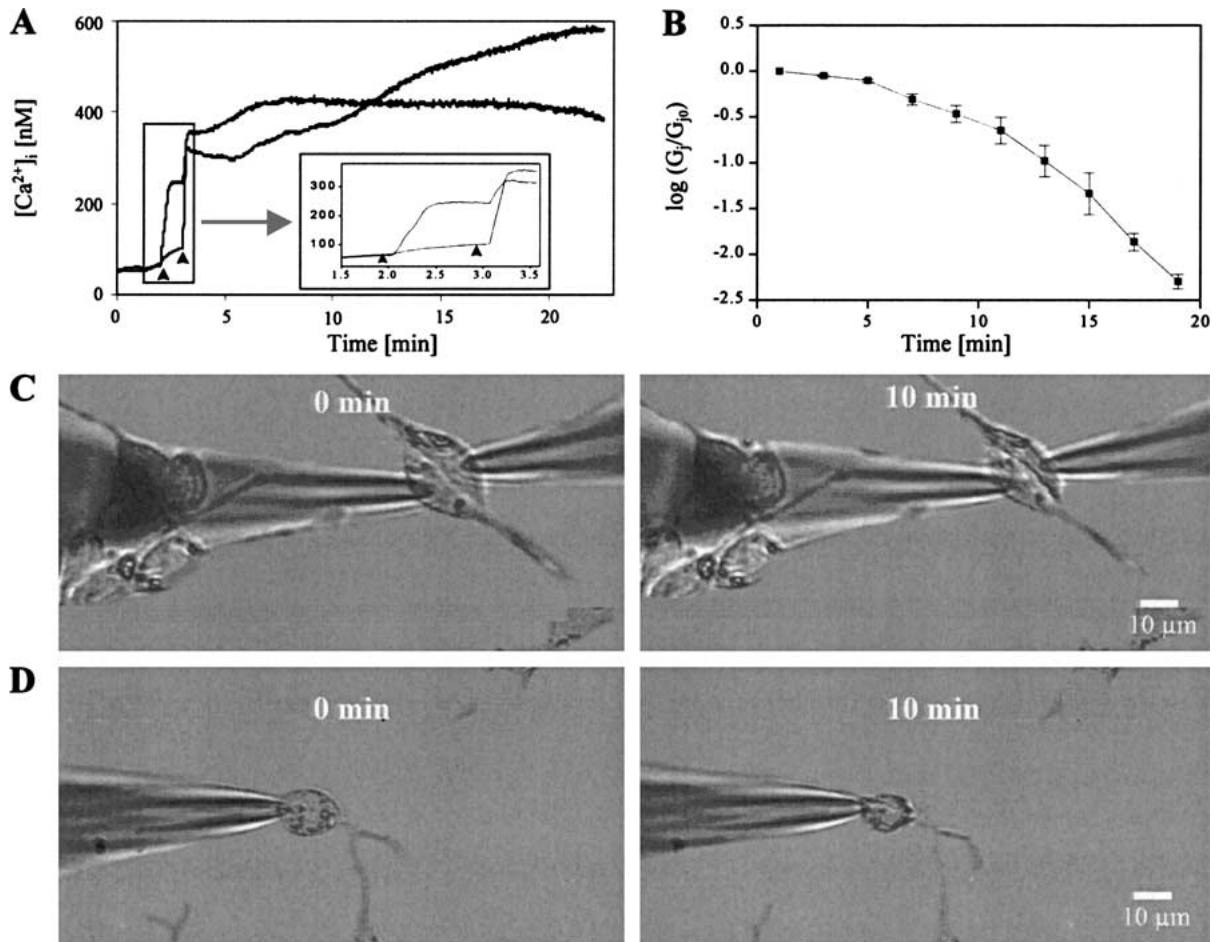 A
600
400
200
0
[Ca²⁺]ᵢ [nM]
300
200
100
1.5 2.0 2.5 3.0 3.5
0 5 10 15 20
Time [min]
B
0.5
0.0
-0.5
-1.0
-1.5
-2.0
-2.5
log (Gⱼ/Gⱼ₀)
0 5 10 15 20
Time [min]
C
0 min
10 min
10 µm
D
0 min
10 min
10 µm